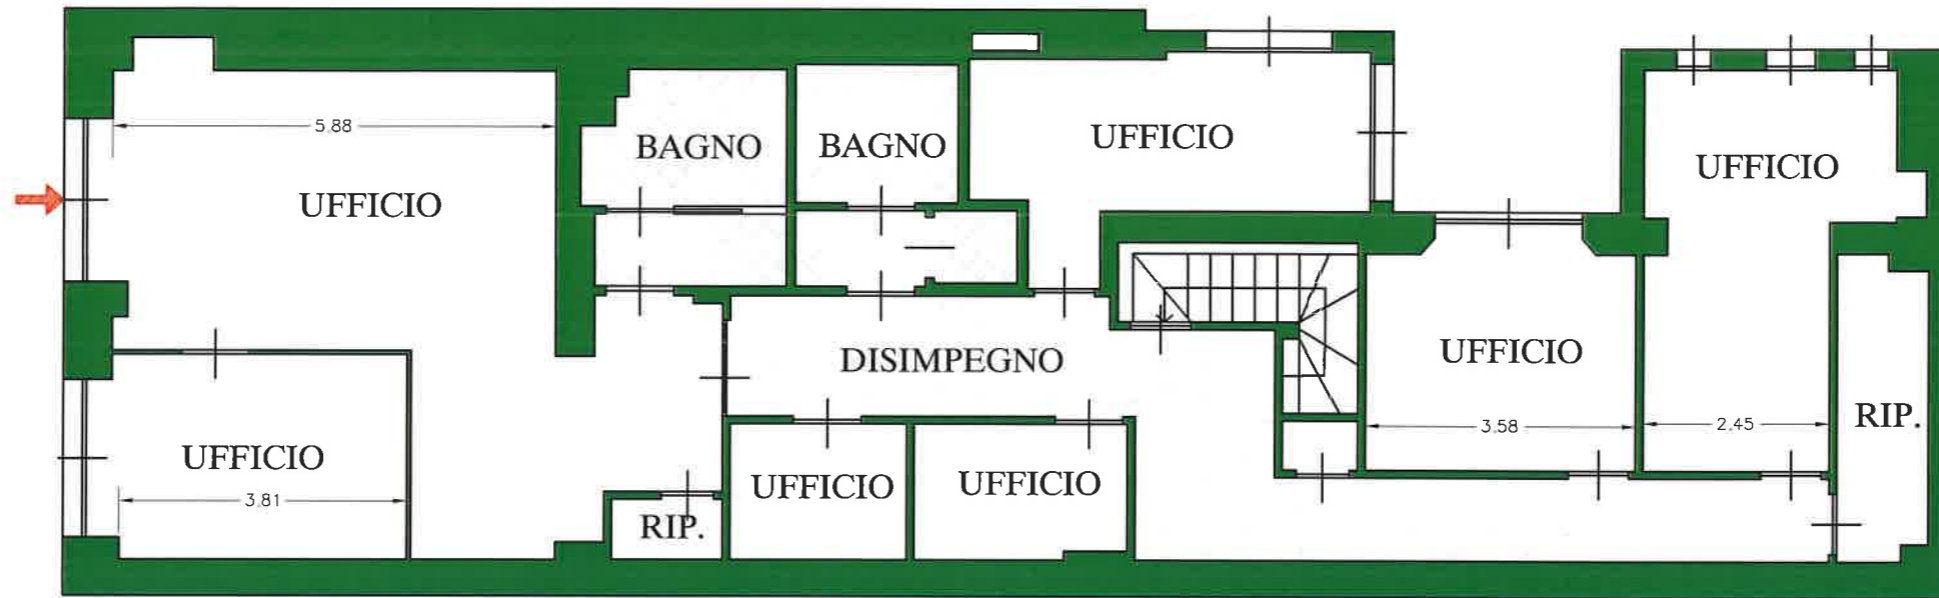 5.88
UFFICIO
BAGNO
BAGNO
UFFICIO
UFFICIO
DISIMPEGNO
UFFICIO
UFFICIO
3.81
RIP.
UFFICIO
UFFICIO
3.58
2.45
RIP.